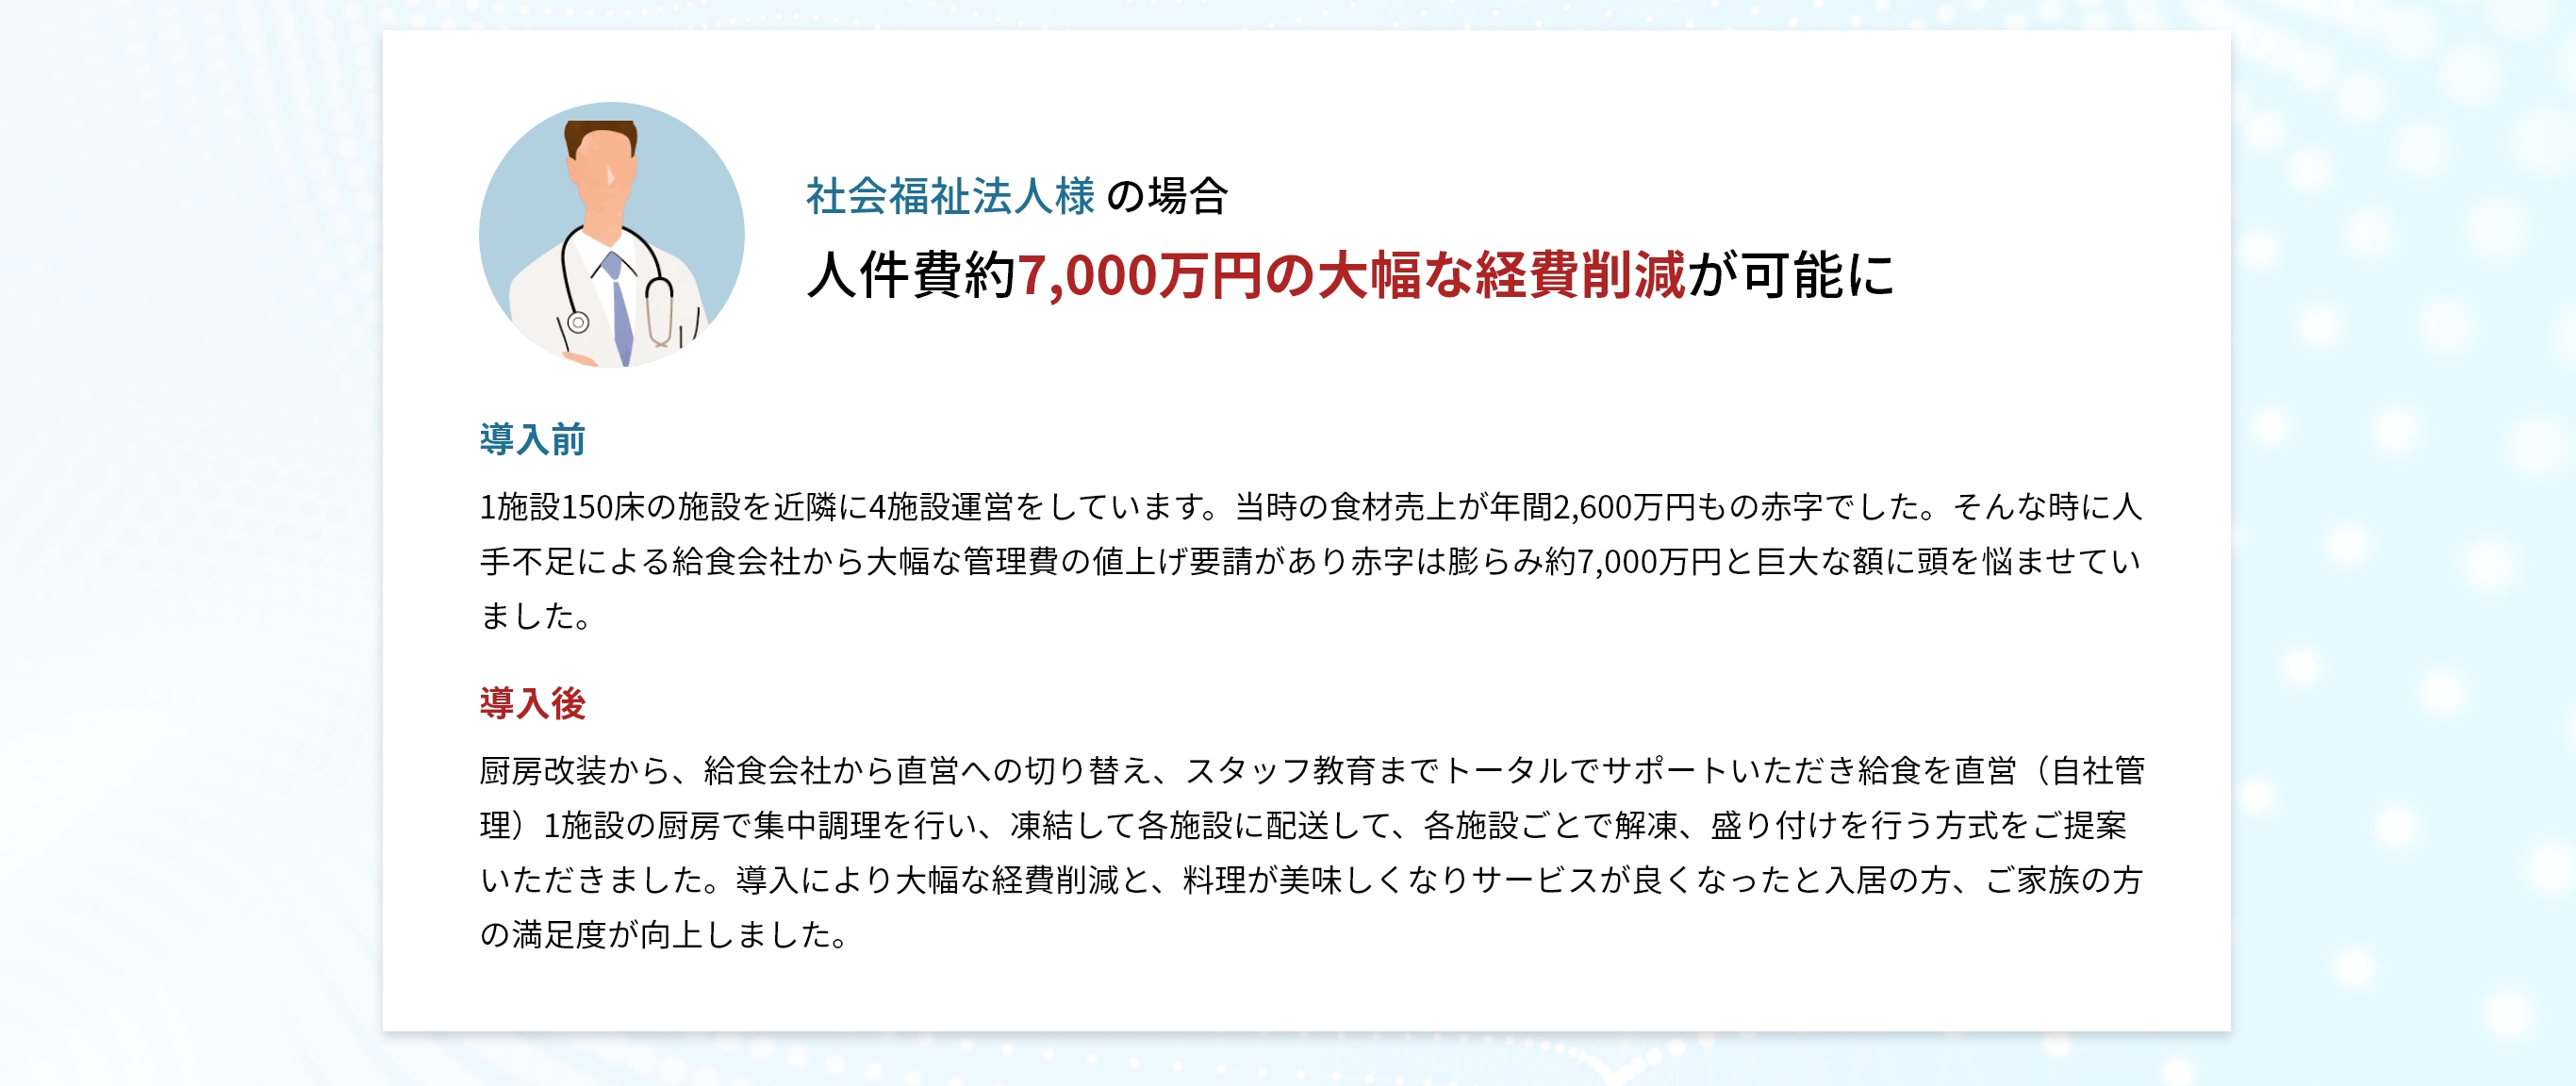 社会福祉法人様 の場合
人件費約7,000万円の大幅な経費削減が可能に
導入前
1施設150床の施設を近隣に4施設運営をしています。当時の食材売上が年間2,600万円もの赤字でした。そんな時に人
手不足による給食会社から大幅な管理費の値上げ要請があり赤字は膨らみ約7,000万円と巨大な額に頭を悩ませてい
ました。
導入後
厨房改装から、給食会社から直営への切り替え、スタッフ教育までトータルでサポートいただき給食を直営（自社管
理）1施設の厨房で集中調理を行い、凍結して各施設に配送して、各施設ごとで解凍、盛り付けを行う方式をご提案
いただきました。導入により大幅な経費削減と、料理が美味しくなりサービスが良くなったと入居の方、ご家族の方
の満足度が向上しました。